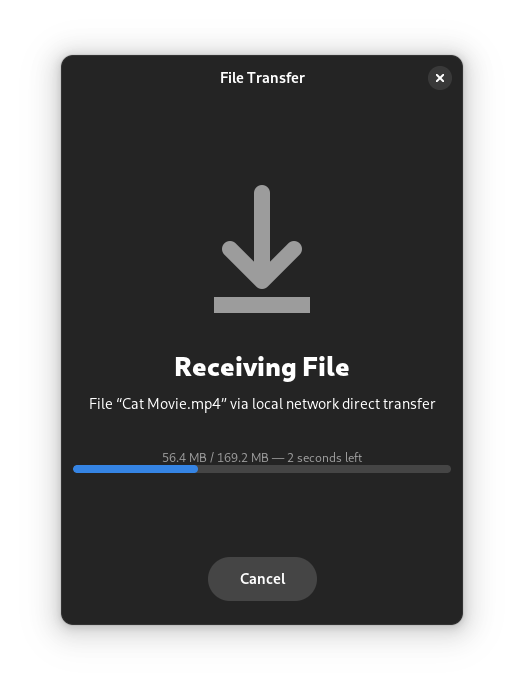 File Transfer
Receiving File
File “Cat Movie.mp4” via local network direct transfer
56.4 MB / 169.2 MB — 2 seconds left
Cancel